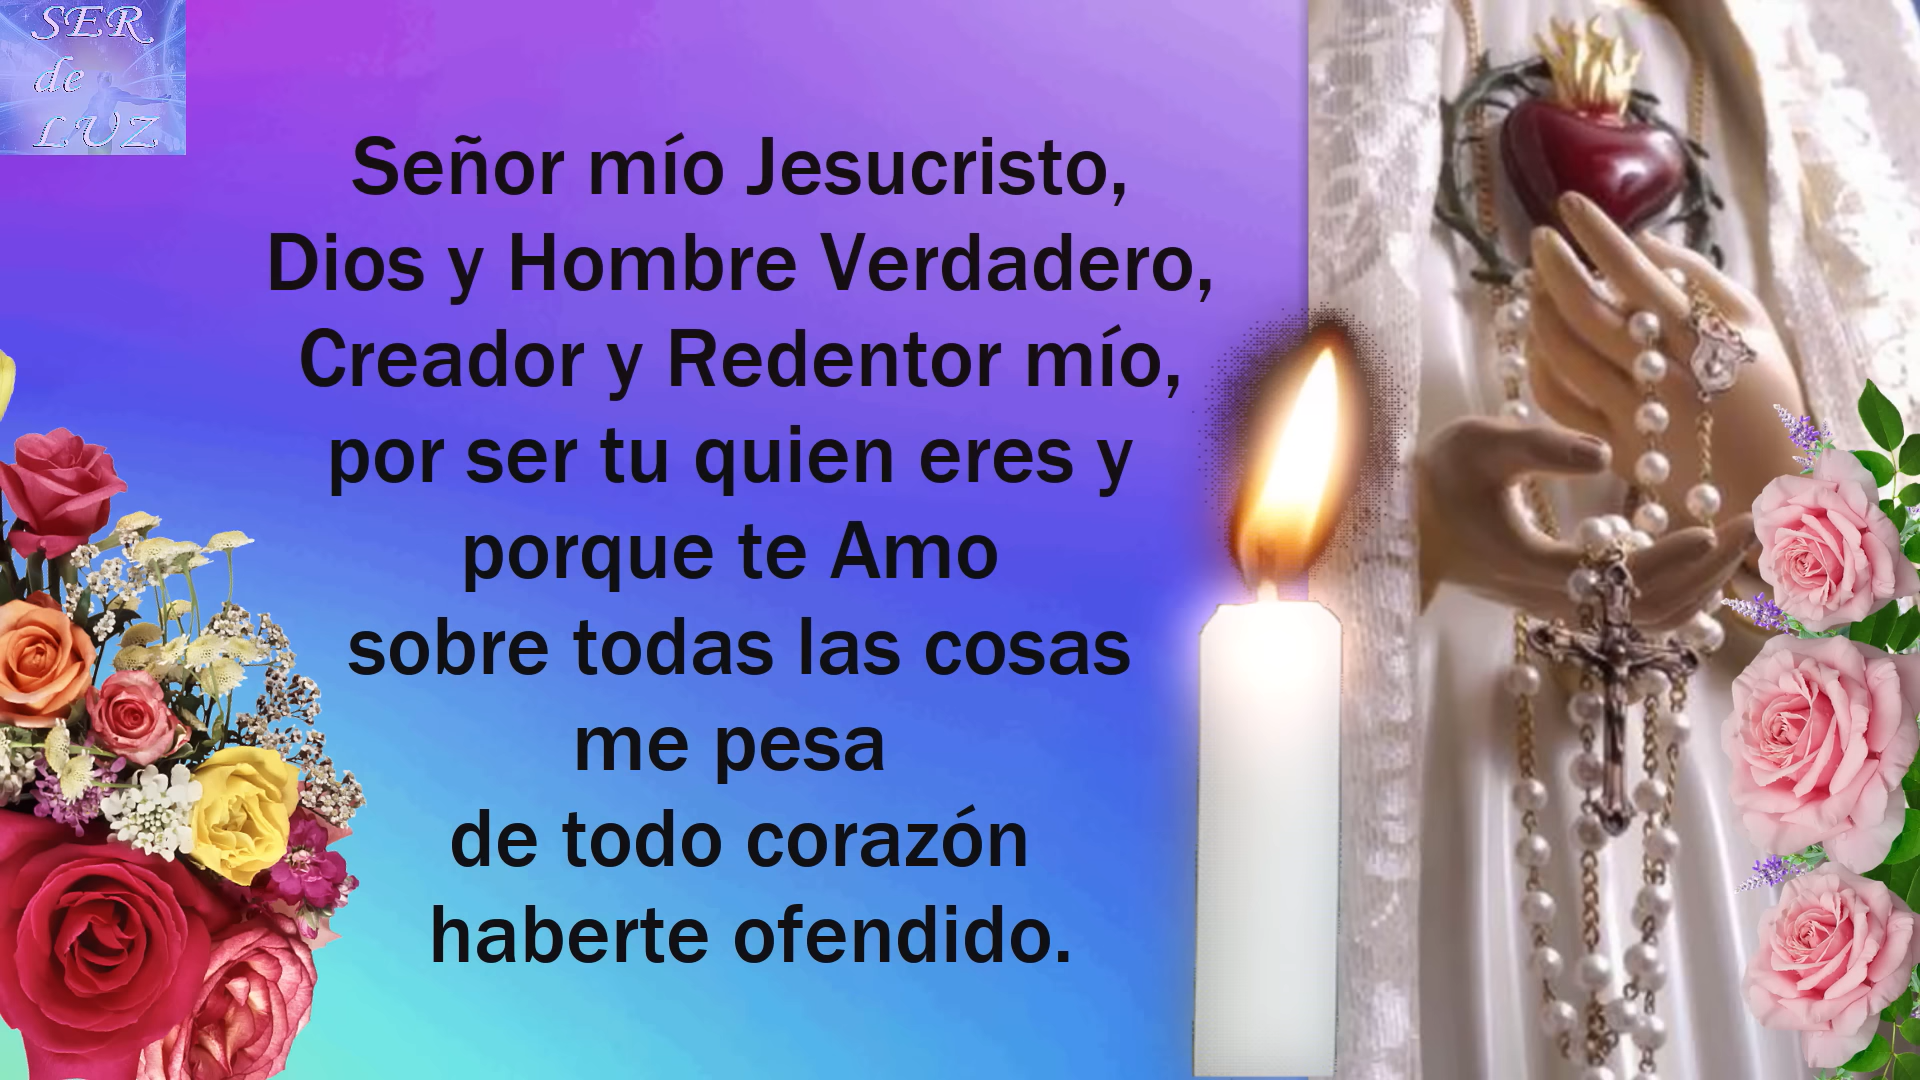 SER
de
LUZ
Señor mío Jesucristo,
Dios y Hombre Verdadero,
Creador y Redentor mío,
por ser tu quien eres y
porque te Amo
sobre todas las cosas
me pesa
de todo corazón
haberte ofendido.